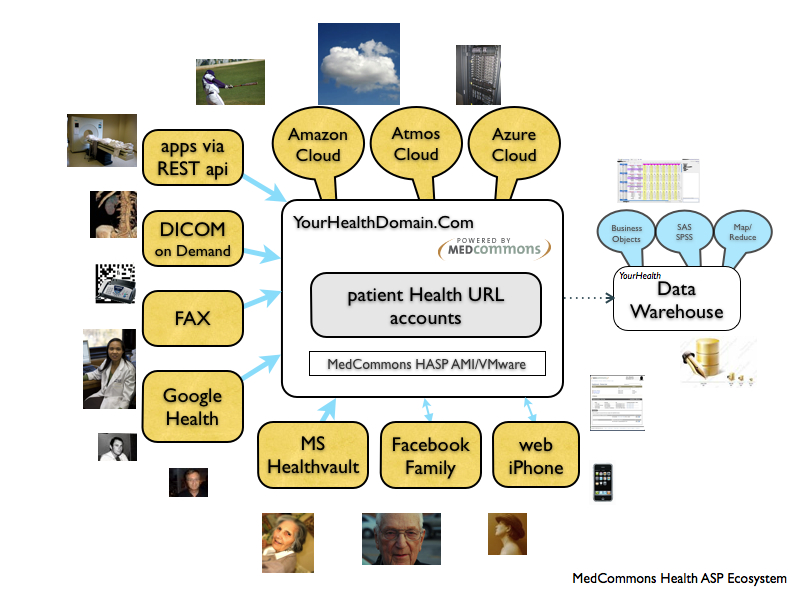 Amazon
Cloud
Atmos
Cloud
Azure
Cloud
apps via
REST api
DICOM
on Demand
FAX
Google
Health
YourHealthDomain.Com
POWERED BY
MEDcommons
patient Health URL
accounts
MedCommons HASP AMI/VMware
Business
Objects
SAS
SPSS
Map/
Reduce
YourHealth
Data
Warehouse
MS
Healthvault
Facebook
Family
web
iPhone
MedCommons Health ASP Ecosystem